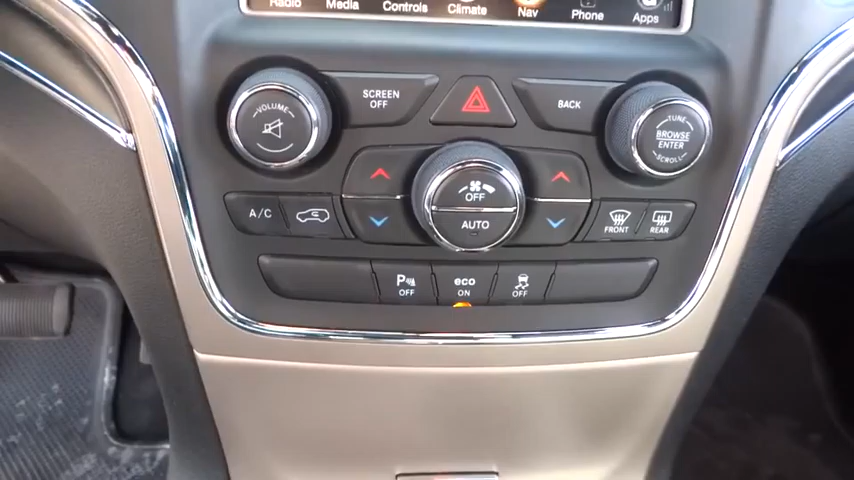 Radio Media Controls Climate Nav Phone Apps
VOLUME
SCREEN
OFF
BACK
TUNE
BROWSE
ENTER
SCROLL
OFF
AUTO
A/C
FRONT
REAR
P
OFF
eco
ON
OFF